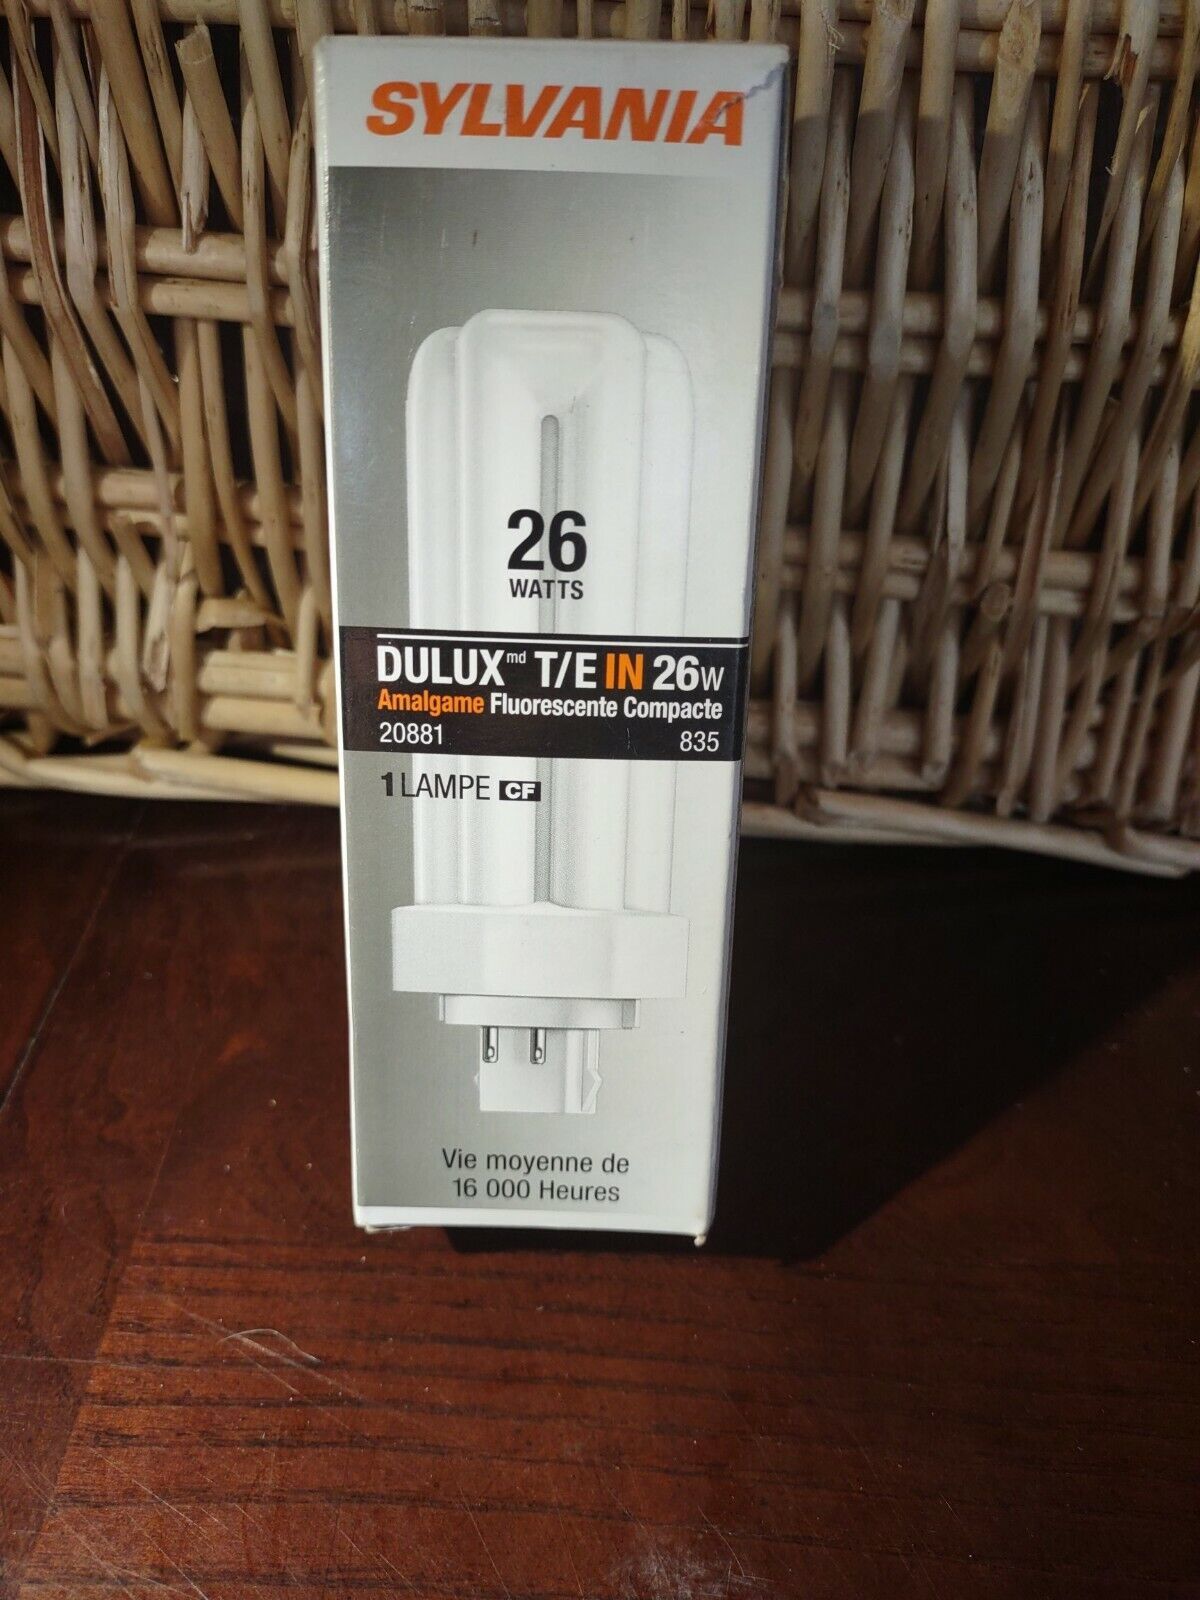 SYLVANIA
26
WATTS
DULUX md T/E IN 26W
Amalgame Fluorescente Compacte
20881 835
1 LAMPE CF
Vie moyenne de
16 000 Heures